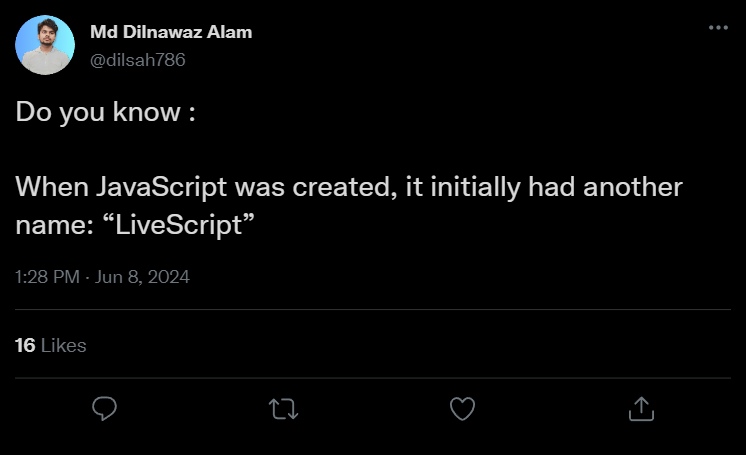 Md Dilnawaz Alam
@dilsah786
Do you know :
When JavaScript was created, it initially had another
name: “LiveScript”
1:28 PM · Jun 8, 2024
16 Likes